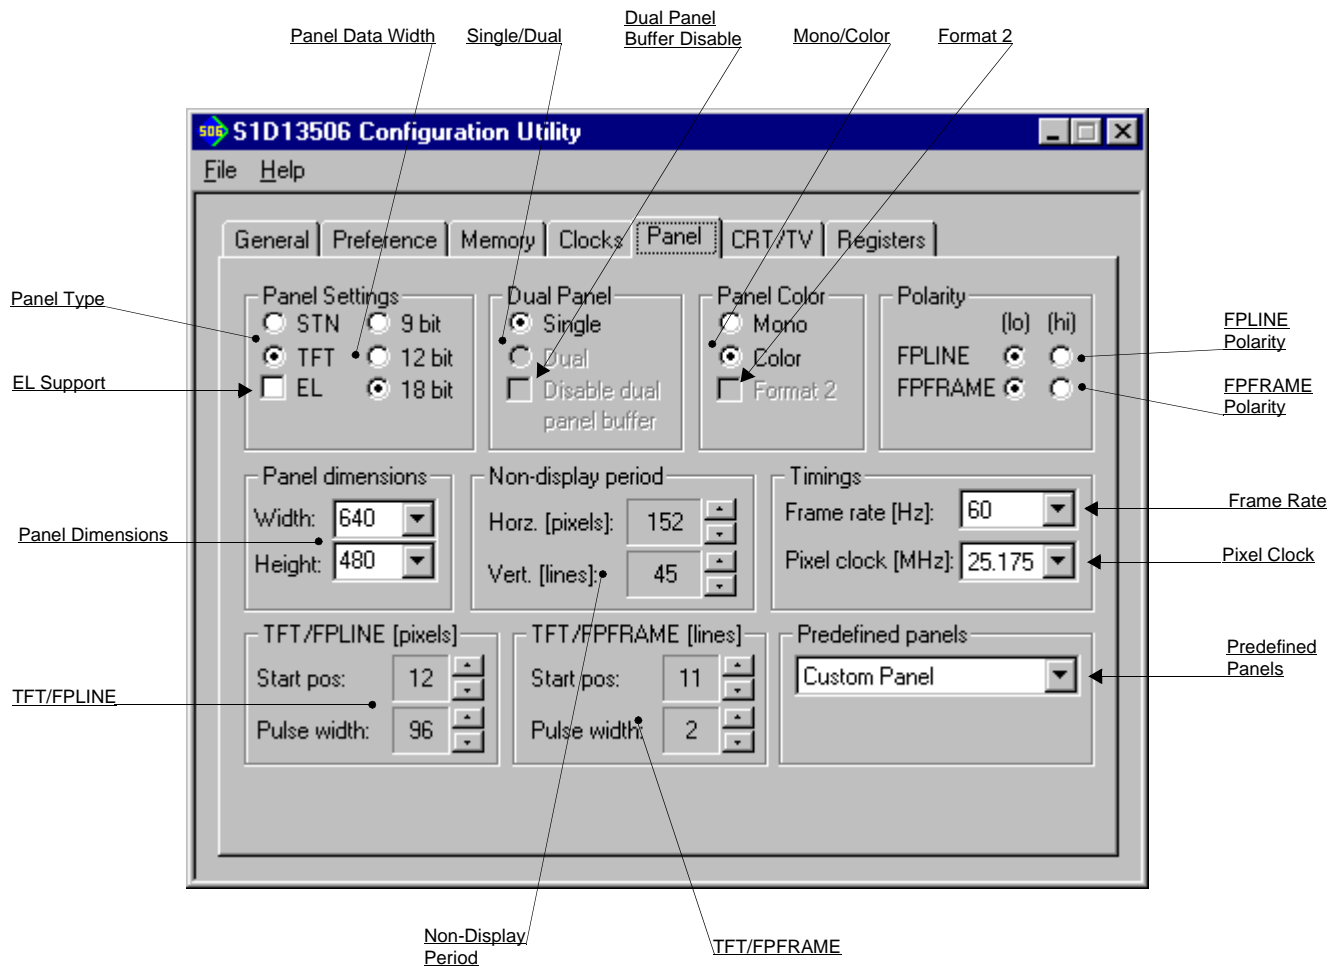 Dual Panel
Buffer Disable
Panel Data Width
Single/Dual
Mono/Color
Format 2
506
S1D13506 Configuration Utility
File Help
General Preference Memory Clocks Panel CRT/TV Registers
Panel Type
EL Support
Panel Settings
STN 9 bit
TFT 12 bit
EL 18 bit
Dual Panel
Single
Dual
Disable dual
panel buffer
Panel Color
Mono
Color
Format 2
Polarity
(lo) (hi)
FPLINE
FPFRAME
FPLINE
Polarity
FPFRAME
Polarity
Panel Dimensions
Panel dimensions
Width: 640
Height: 480
Non-display period
Horz. [pixels]: 152
Vert. [lines]: 45
Timings
Frame rate [Hz]: 60
Pixel clock [MHz]: 25.175
Frame Rate
Pixel Clock
TFT/FPLINE
TFT/FPLINE [pixels]
Start pos: 12
Pulse width: 96
TFT/FPFRAME [lines]
Start pos: 11
Pulse width: 2
Predefined panels
Custom Panel
Predefined
Panels
Non-Display
Period
TFT/FPFRAME